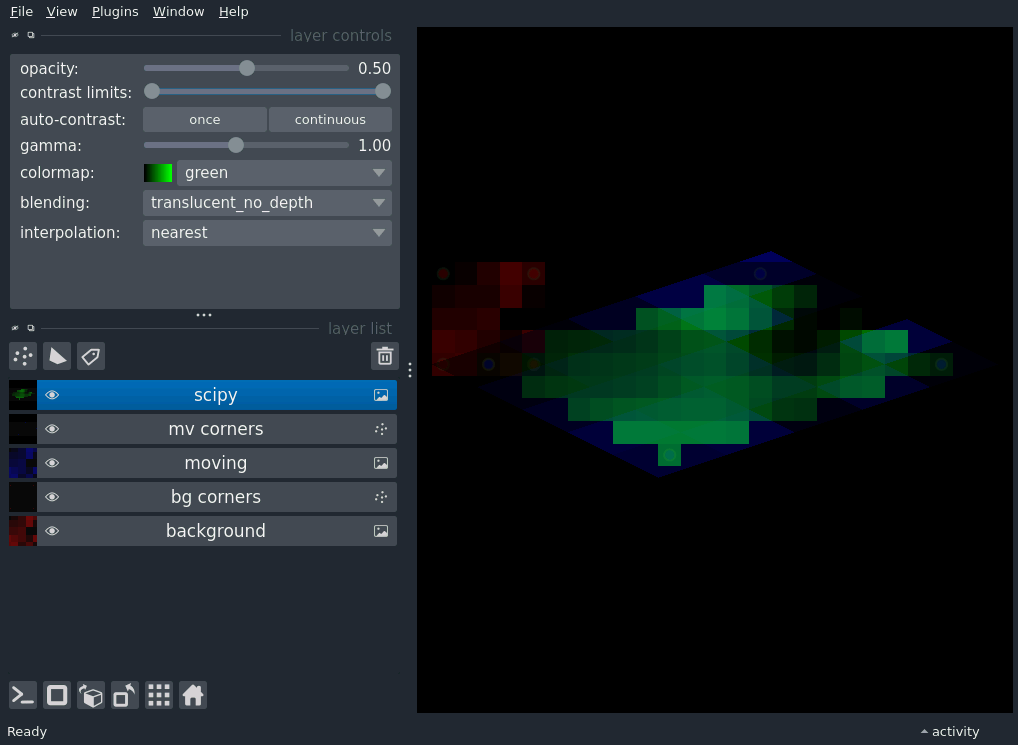 File View Plugins Window Help
layer controls
opacity: 0.50
contrast limits:
auto-contrast: once continuous
gamma: 1.00
colormap: green
blending: translucent_no_depth
interpolation: nearest
layer list
scipy
mv corners
moving
bg corners
background
Ready activity